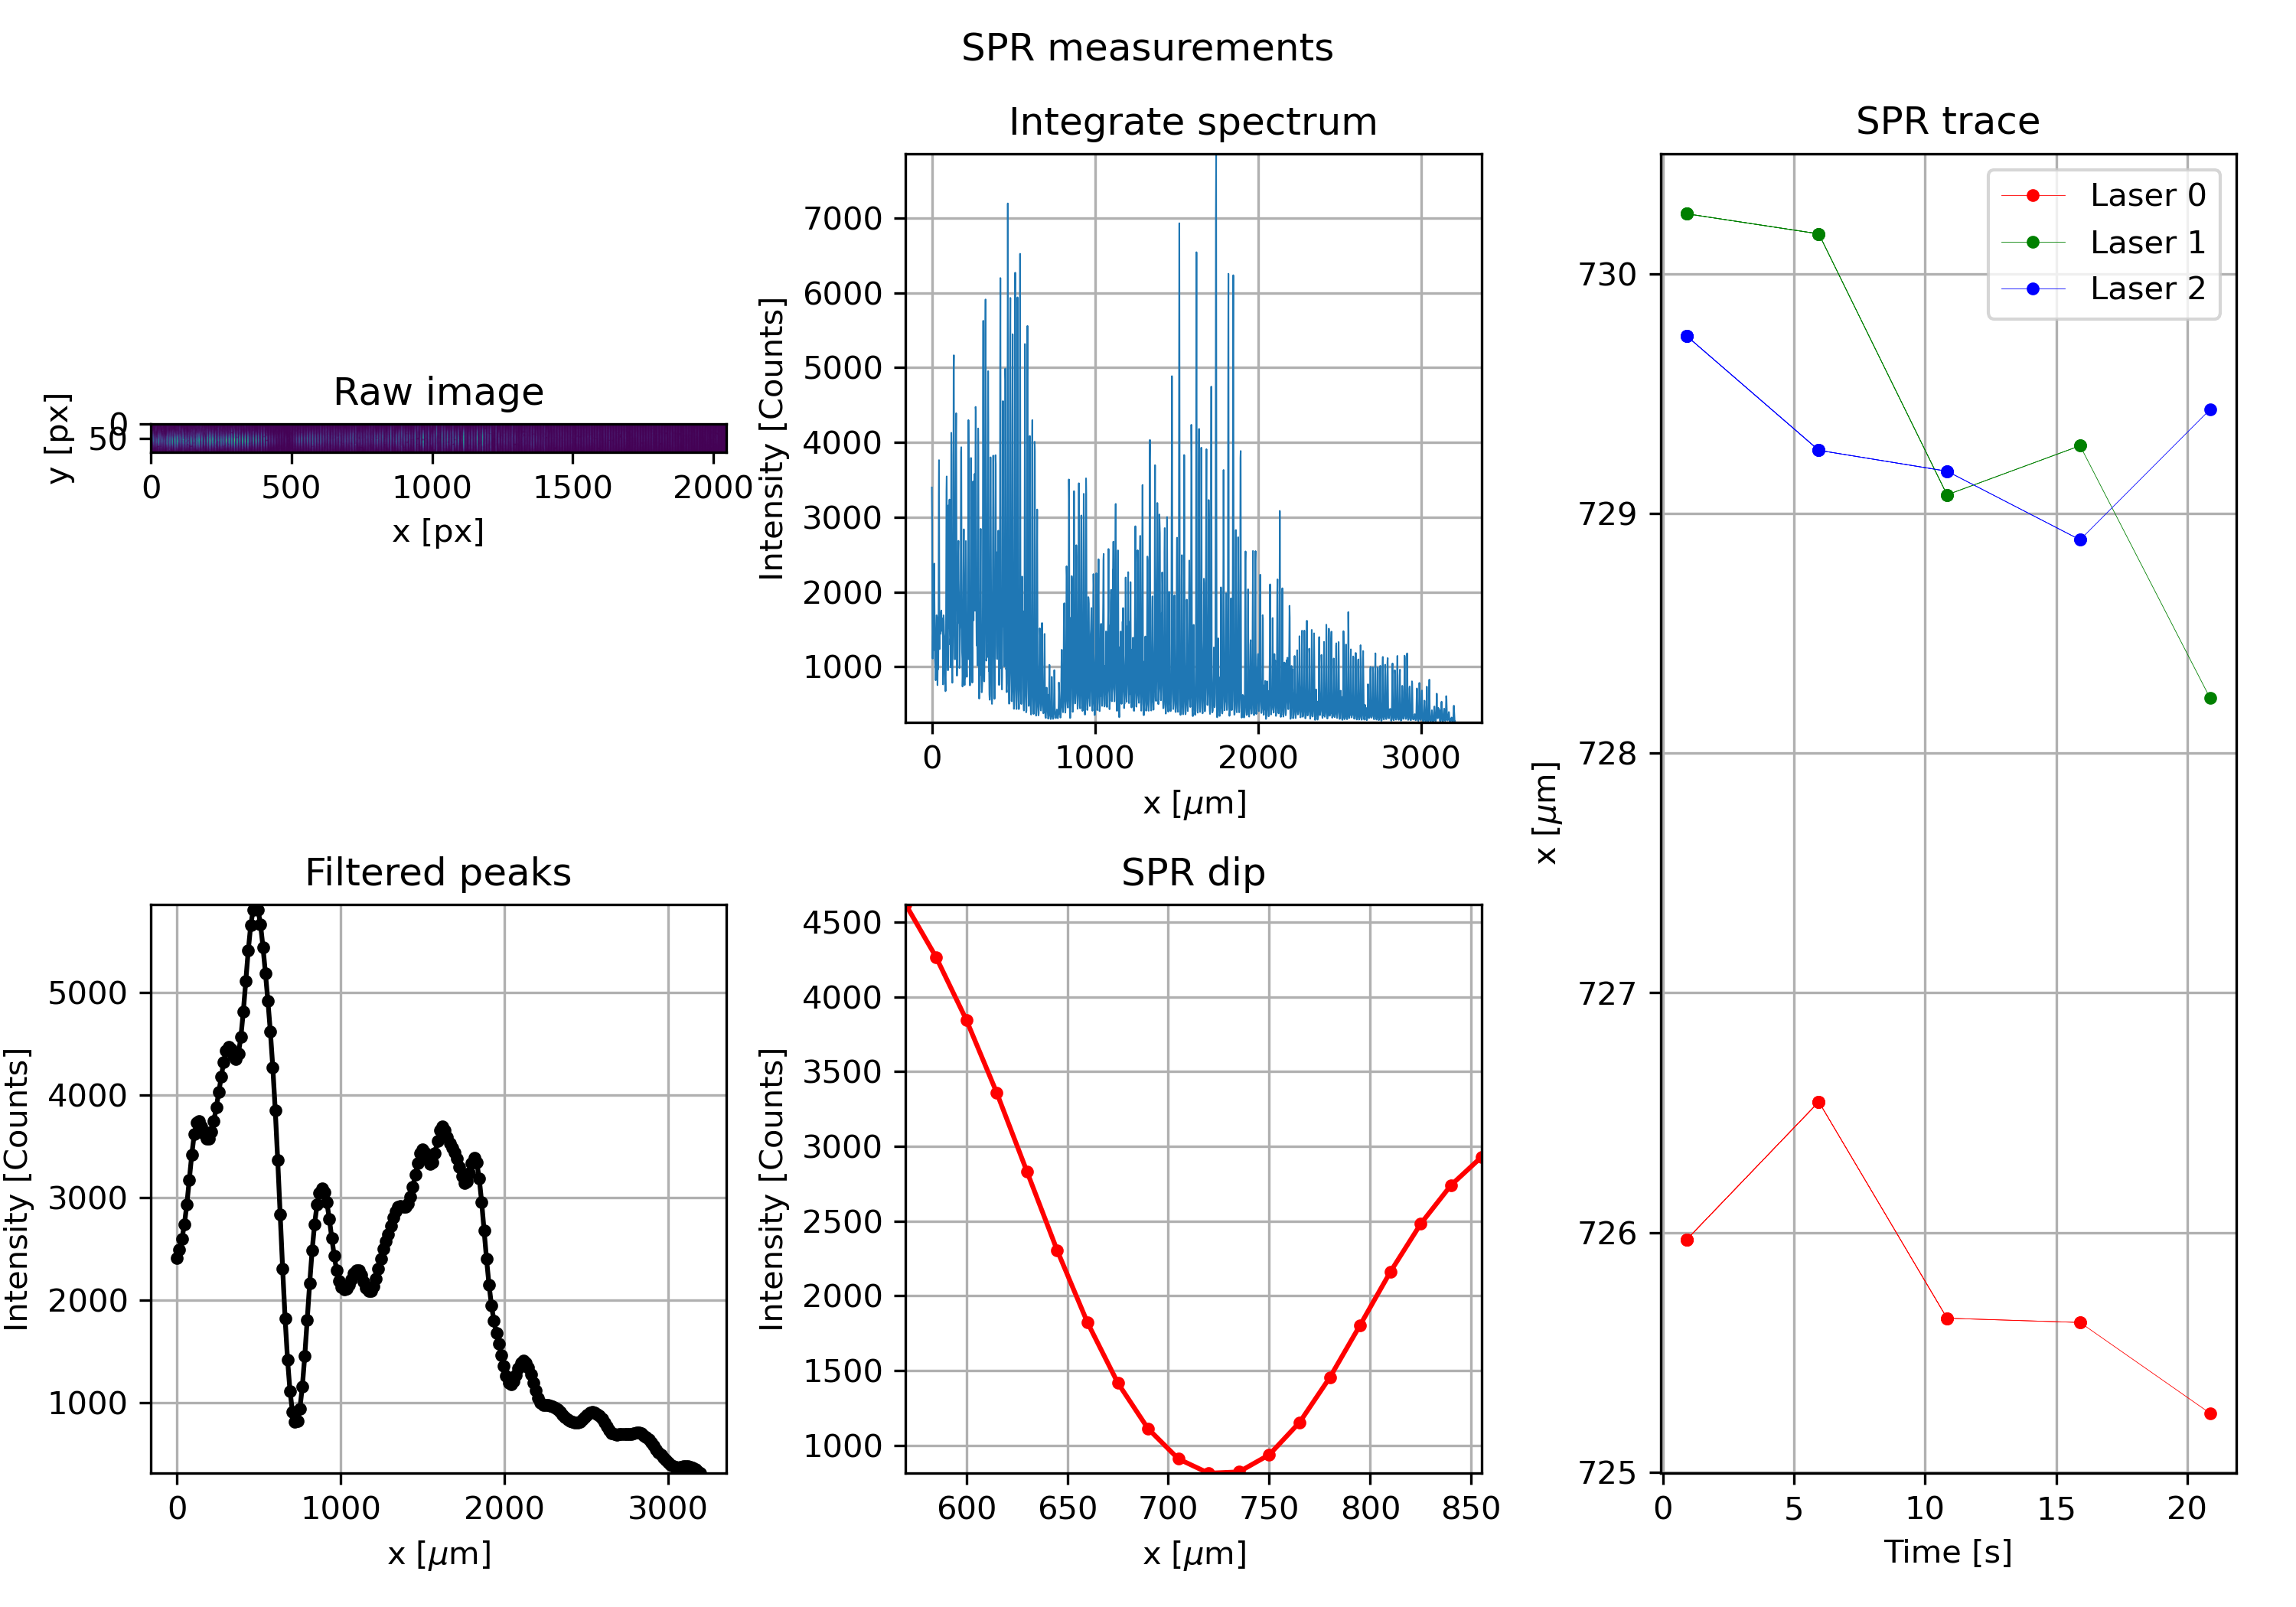 SPR measurements
Raw image
y [px]
0
50
0 500 1000 1500 2000
x [px]
Integrate spectrum
Intensity [Counts]
7000
6000
5000
4000
3000
2000
1000
0 1000 2000 3000
x [μm]
Filtered peaks
Intensity [Counts]
5000
4000
3000
2000
1000
0 1000 2000 3000
x [μm]
SPR dip
Intensity [Counts]
4500
4000
3500
3000
2500
2000
1500
1000
600 650 700 750 800 850
x [μm]
SPR trace
Laser 0
Laser 1
Laser 2
x [μm]
730
729
728
727
726
725
0 5 10 15 20
Time [s]